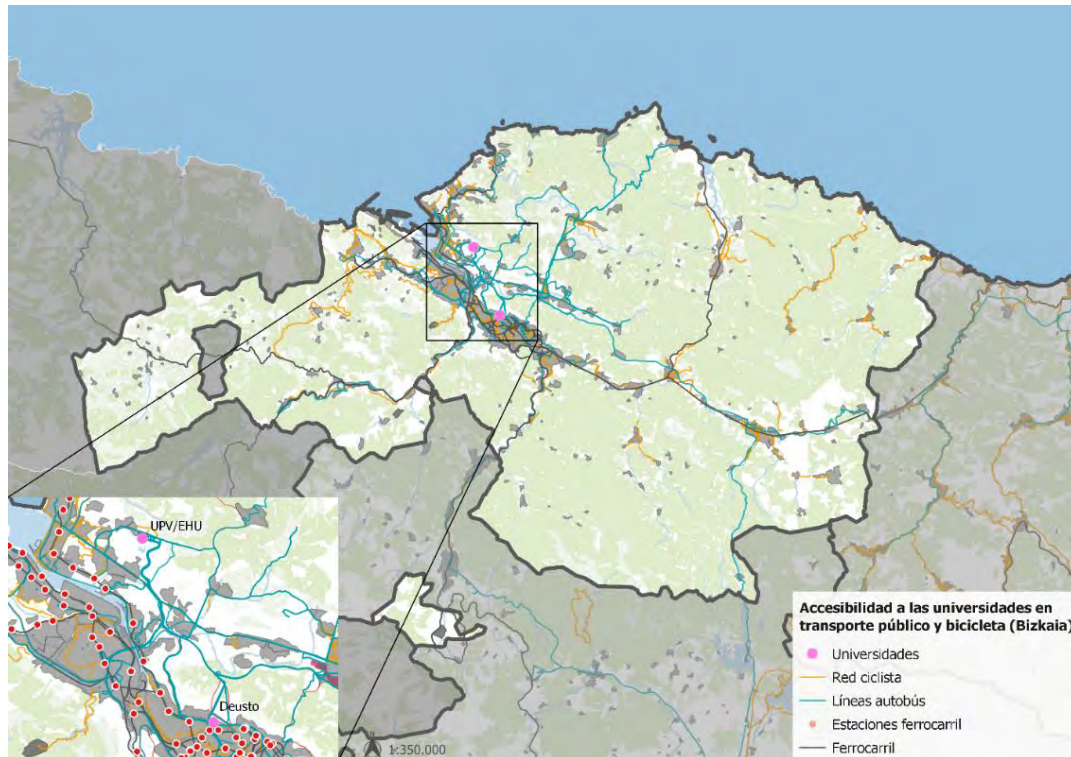 UPV/EHU
Deusto
1:350.000
Accesibilidad a las universidades en
transporte público y bicicleta (Bizkaia)
Universidades
Red ciclista
Líneas autobús
Estaciones ferrocarril
Ferrocarril